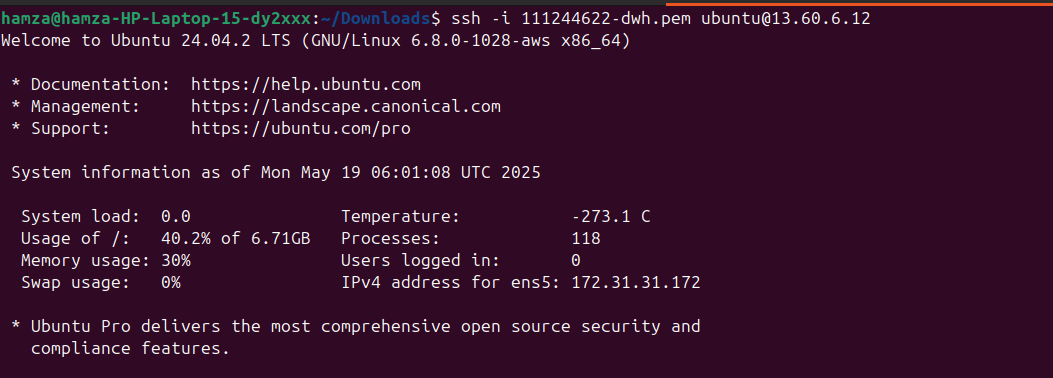 hamza@hamza-HP-Laptop-15-dy2xxx:~/Downloads$ ssh -i 111244622-dwh.pem ubuntu@13.60.6.12
Welcome to Ubuntu 24.04.2 LTS (GNU/Linux 6.8.0-1028-aws x86_64)

 * Documentation:  https://help.ubuntu.com
 * Management:     https://landscape.canonical.com
 * Support:        https://ubuntu.com/pro

 System information as of Mon May 19 06:01:08 UTC 2025

  System load:  0.0               Temperature:           -273.1 C
  Usage of /:   40.2% of 6.71GB   Processes:             118
  Memory usage: 30%               Users logged in:       0
  Swap usage:   0%                IPv4 address for ens5: 172.31.31.172

 * Ubuntu Pro delivers the most comprehensive open source security and
   compliance features.